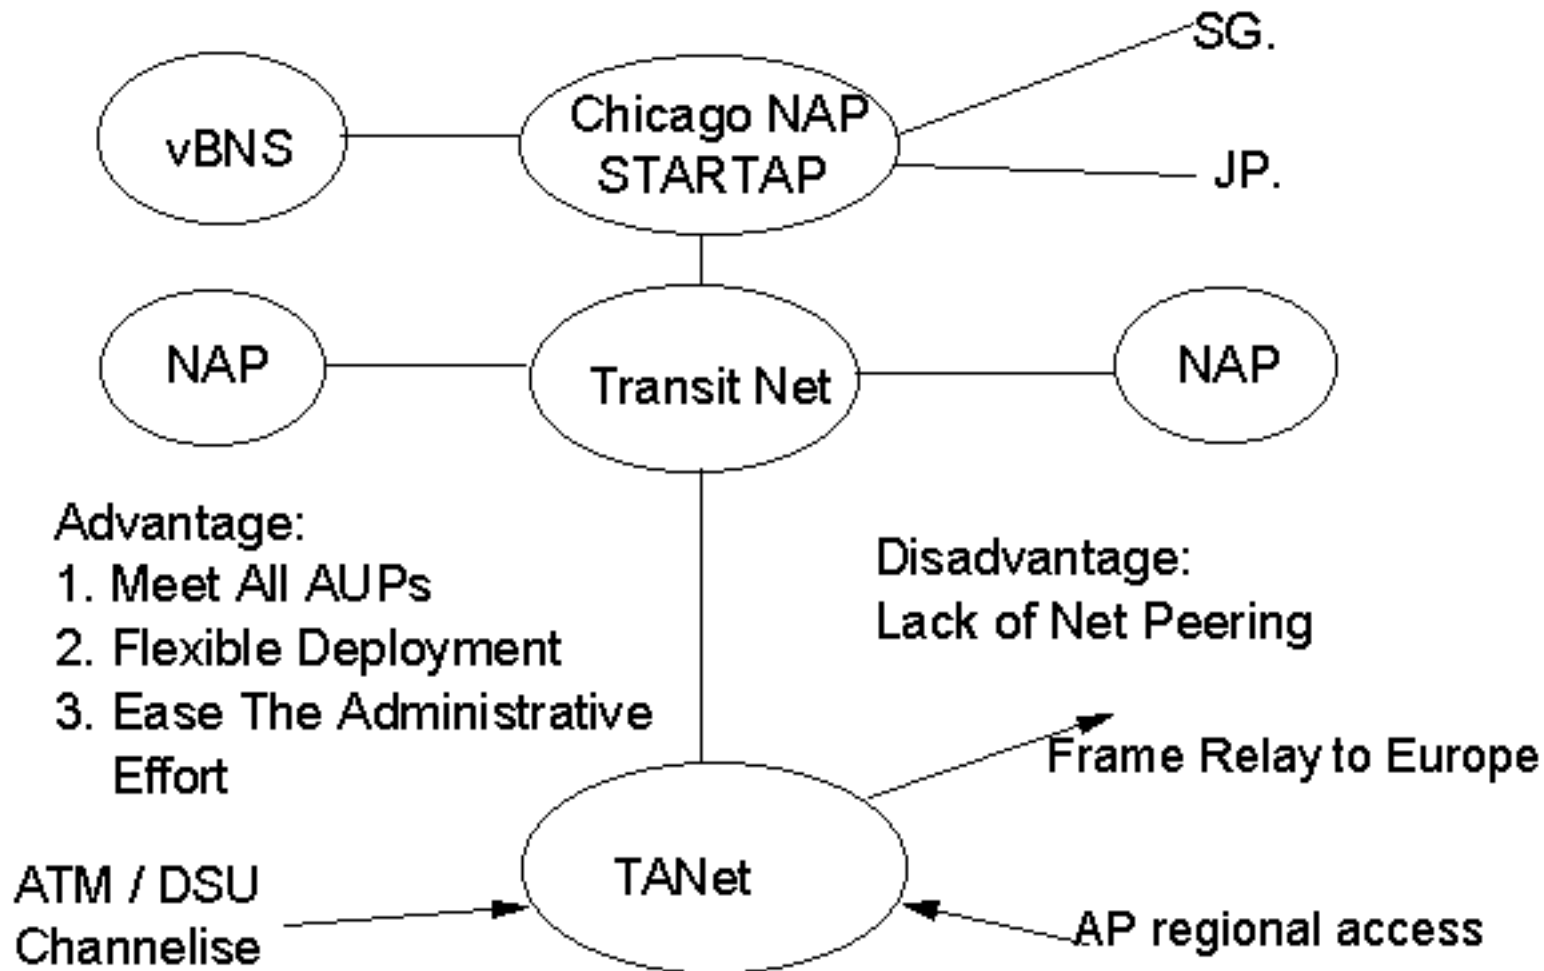 SG.
vBNS
Chicago NAP
STARTAP
JP.
NAP
Transit Net
NAP
Advantage:
1. Meet All AUPs
2. Flexible Deployment
3. Ease The Administrative
Effort
Disadvantage:
Lack of Net Peering
Frame Relay to Europe
TANet
ATM / DSU
Channelise
AP regional access